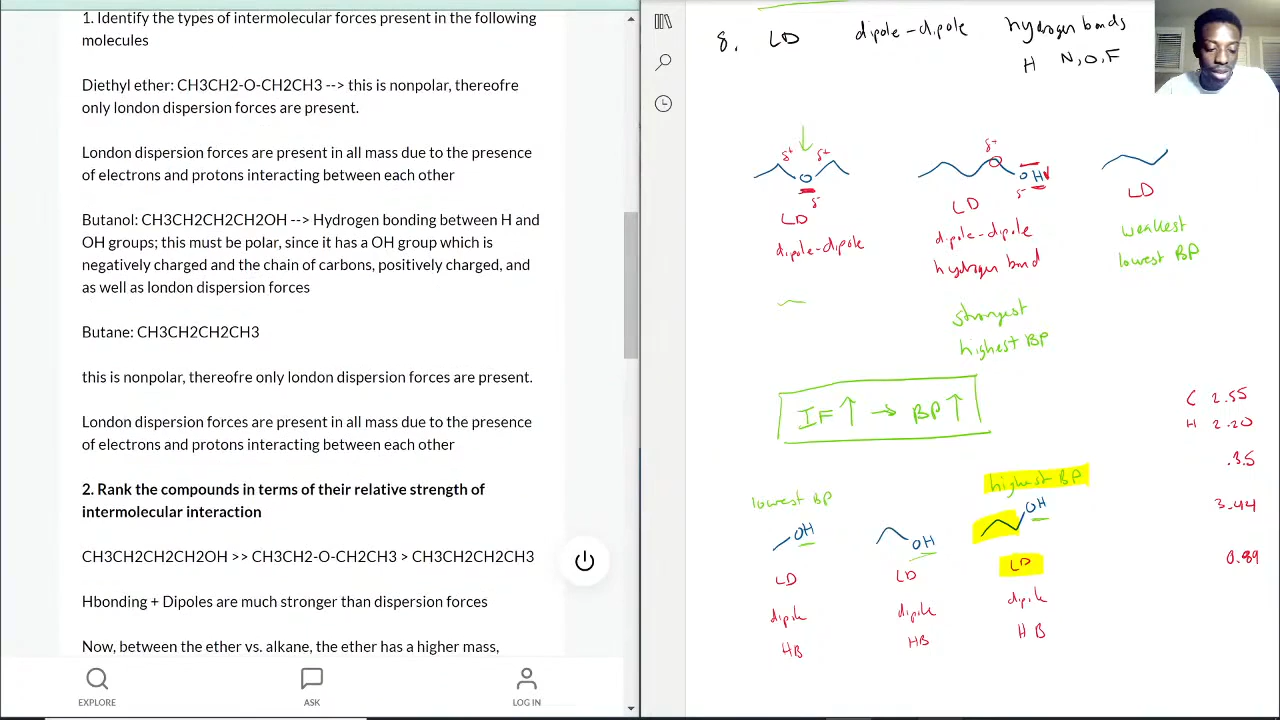 1. Identify the types of intermolecular forces present in the following
molecules
Diethyl ether: CH3CH2-O-CH2CH3 --> this is nonpolar, thereofre
only london dispersion forces are present.
London dispersion forces are present in all mass due to the presence
of electrons and protons interacting between each other
Butanol: CH3CH2CH2CH2OH --> Hydrogen bonding between H and
OH groups; this must be polar, since it has a OH group which is
negatively charged and the chain of carbons, positively charged, and
as well as london dispersion forces
Butane: CH3CH2CH2CH3
this is nonpolar, thereofre only london dispersion forces are present.
London dispersion forces are present in all mass due to the presence
of electrons and protons interacting between each other
2. Rank the compounds in terms of their relative strength of
intermolecular interaction
CH3CH2CH2CH2OH >> CH3CH2-O-CH2CH3 > CH3CH2CH2CH3
Hbonding + Dipoles are much stronger than dispersion forces
Now, between the ether vs. alkane, the ether has a higher mass,
EXPLORE ASK LOG IN
8. LD dipole-dipole hydrogen bonds
H N, O, F
δ+ δ+ δ+
O OH
δ- δ-
LD LD LD
dipole-dipole dipole-dipole weakest
hydrogen bond lowest BP
strongest
highest BP
IF ↑ → BP ↑
C 2.55
H 2.20
.35
3.44
0.89
lowest BP highest BP
OH OH OH
LD LD LD
dipole dipole dipole
HB HB HB